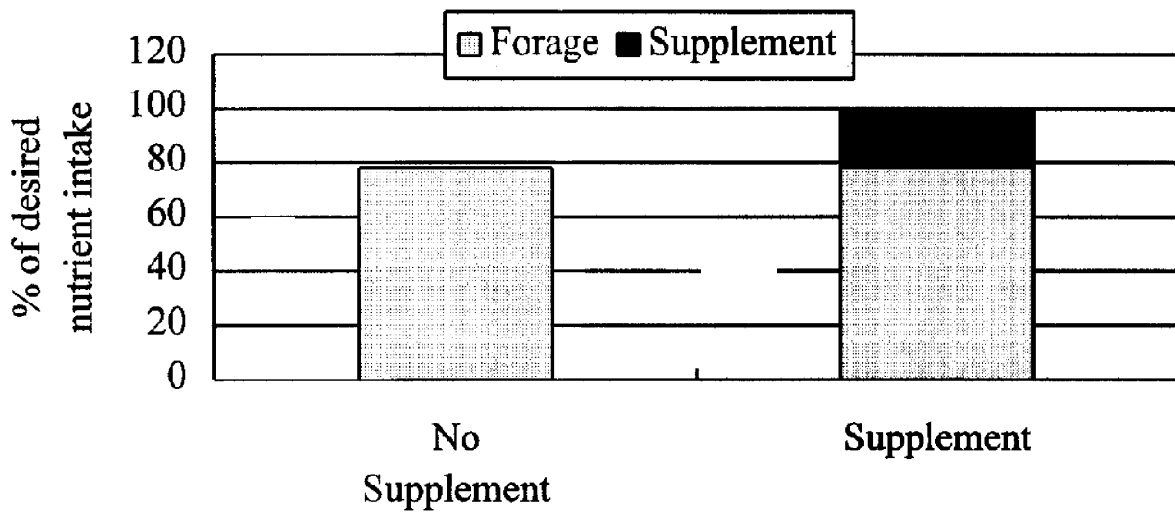 Forage Supplement
120
100
80
60
40
20
0
% of desired
nutrient intake
No
Supplement
Supplement